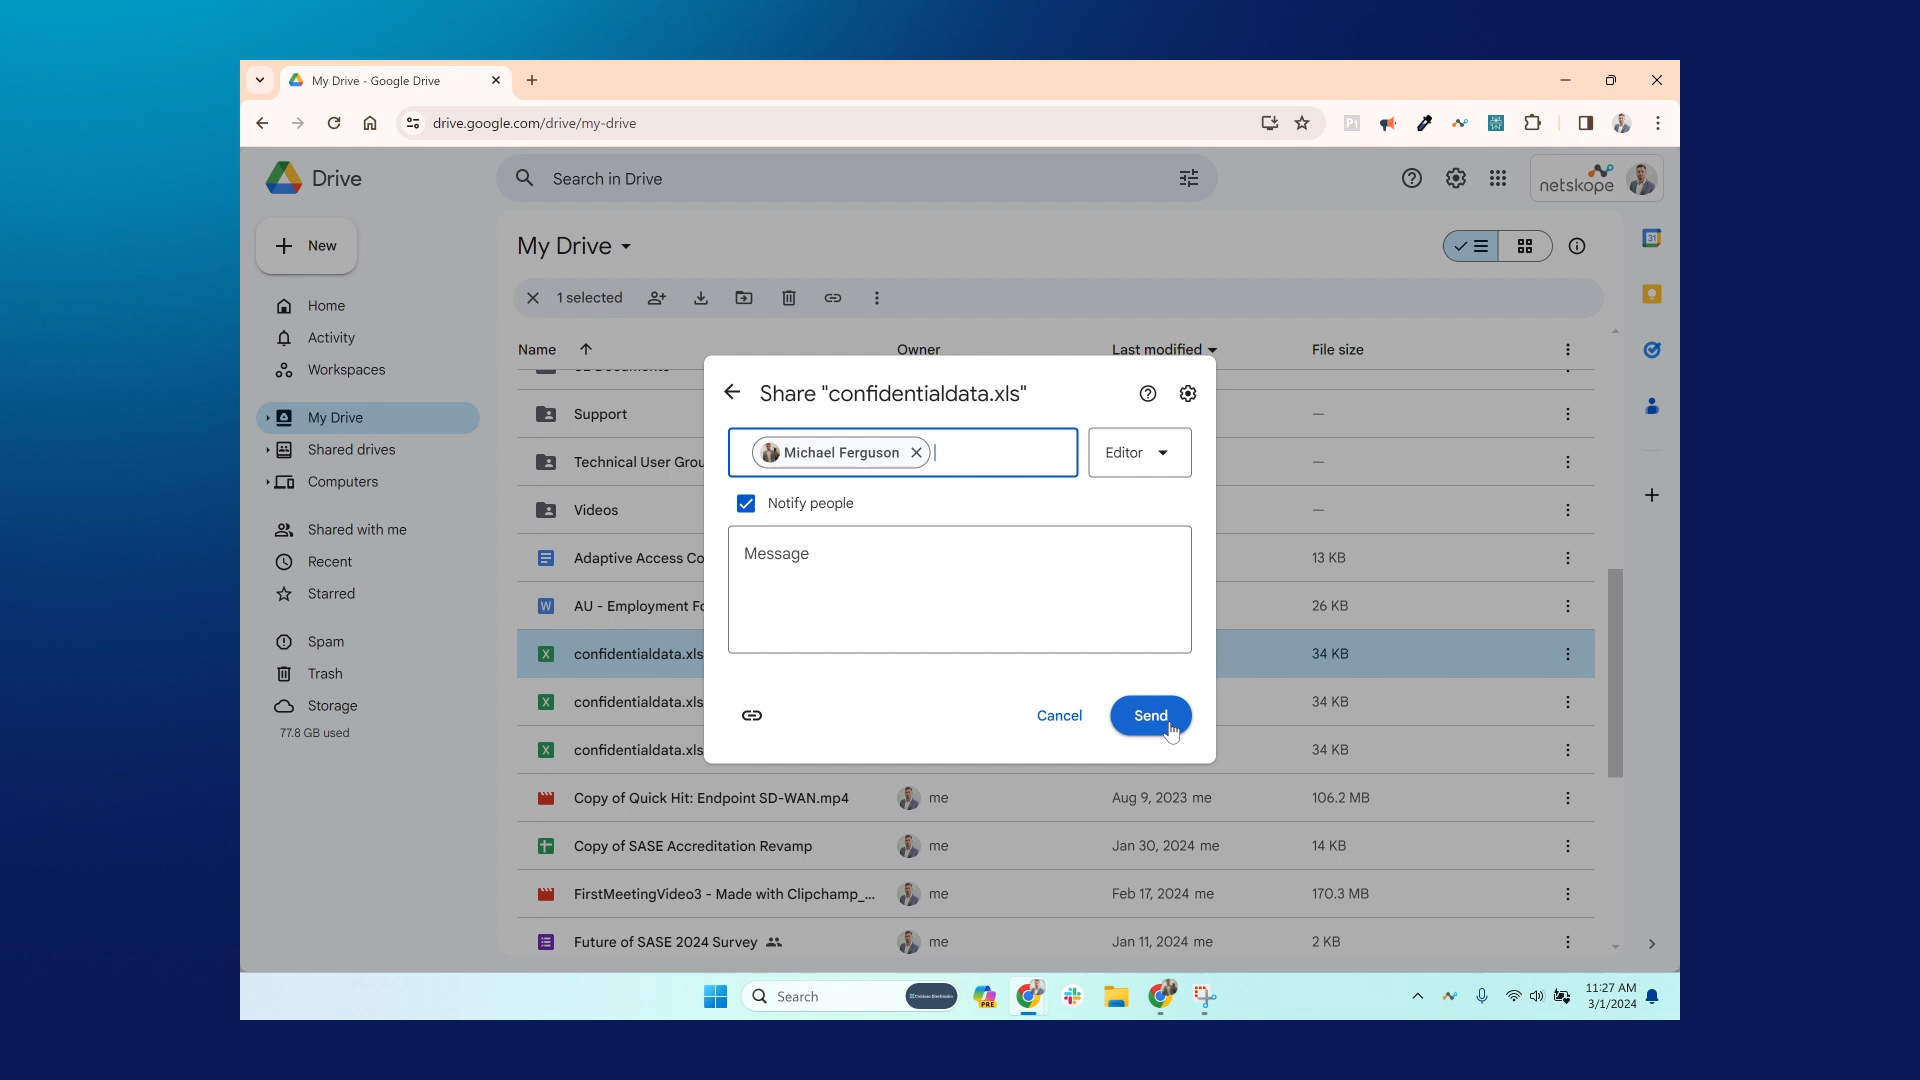 My Drive - Google Drive
drive.google.com/drive/my-drive
P1
Drive
Search in Drive
netskope
New
My Drive
31
1 selected
Home
Activity
Workspaces
My Drive
Shared drives
Computers
Shared with me
Recent
Starred
Spam
Trash
Storage
77.8 GB used
Name Owner Last modified File size
Support —
Technical User Grou —
Videos —
Adaptive Access Co 13 KB
AU - Employment Fo 26 KB
confidentialdata.xls 34 KB
confidentialdata.xls 34 KB
confidentialdata.xls 34 KB
Copy of Quick Hit: Endpoint SD-WAN.mp4 me Aug 9, 2023 me 106.2 MB
Copy of SASE Accreditation Revamp me Jan 30, 2024 me 14 KB
FirstMeetingVideo3 - Made with Clipchamp_... me Feb 17, 2024 me 170.3 MB
Future of SASE 2024 Survey me Jan 11, 2024 me 2 KB
Share "confidentialdata.xls"
Michael Ferguson
Editor
Notify people
Message
Cancel
Send
Search
PRE
11:27 AM
3/1/2024